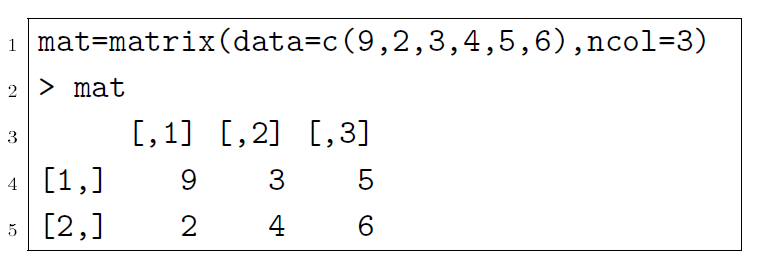 1 mat=matrix(data=c(9,2,3,4,5,6),ncol=3)
2 > mat
3 [,1] [,2] [,3]
4 [1,] 9 3 5
5 [2,] 2 4 6